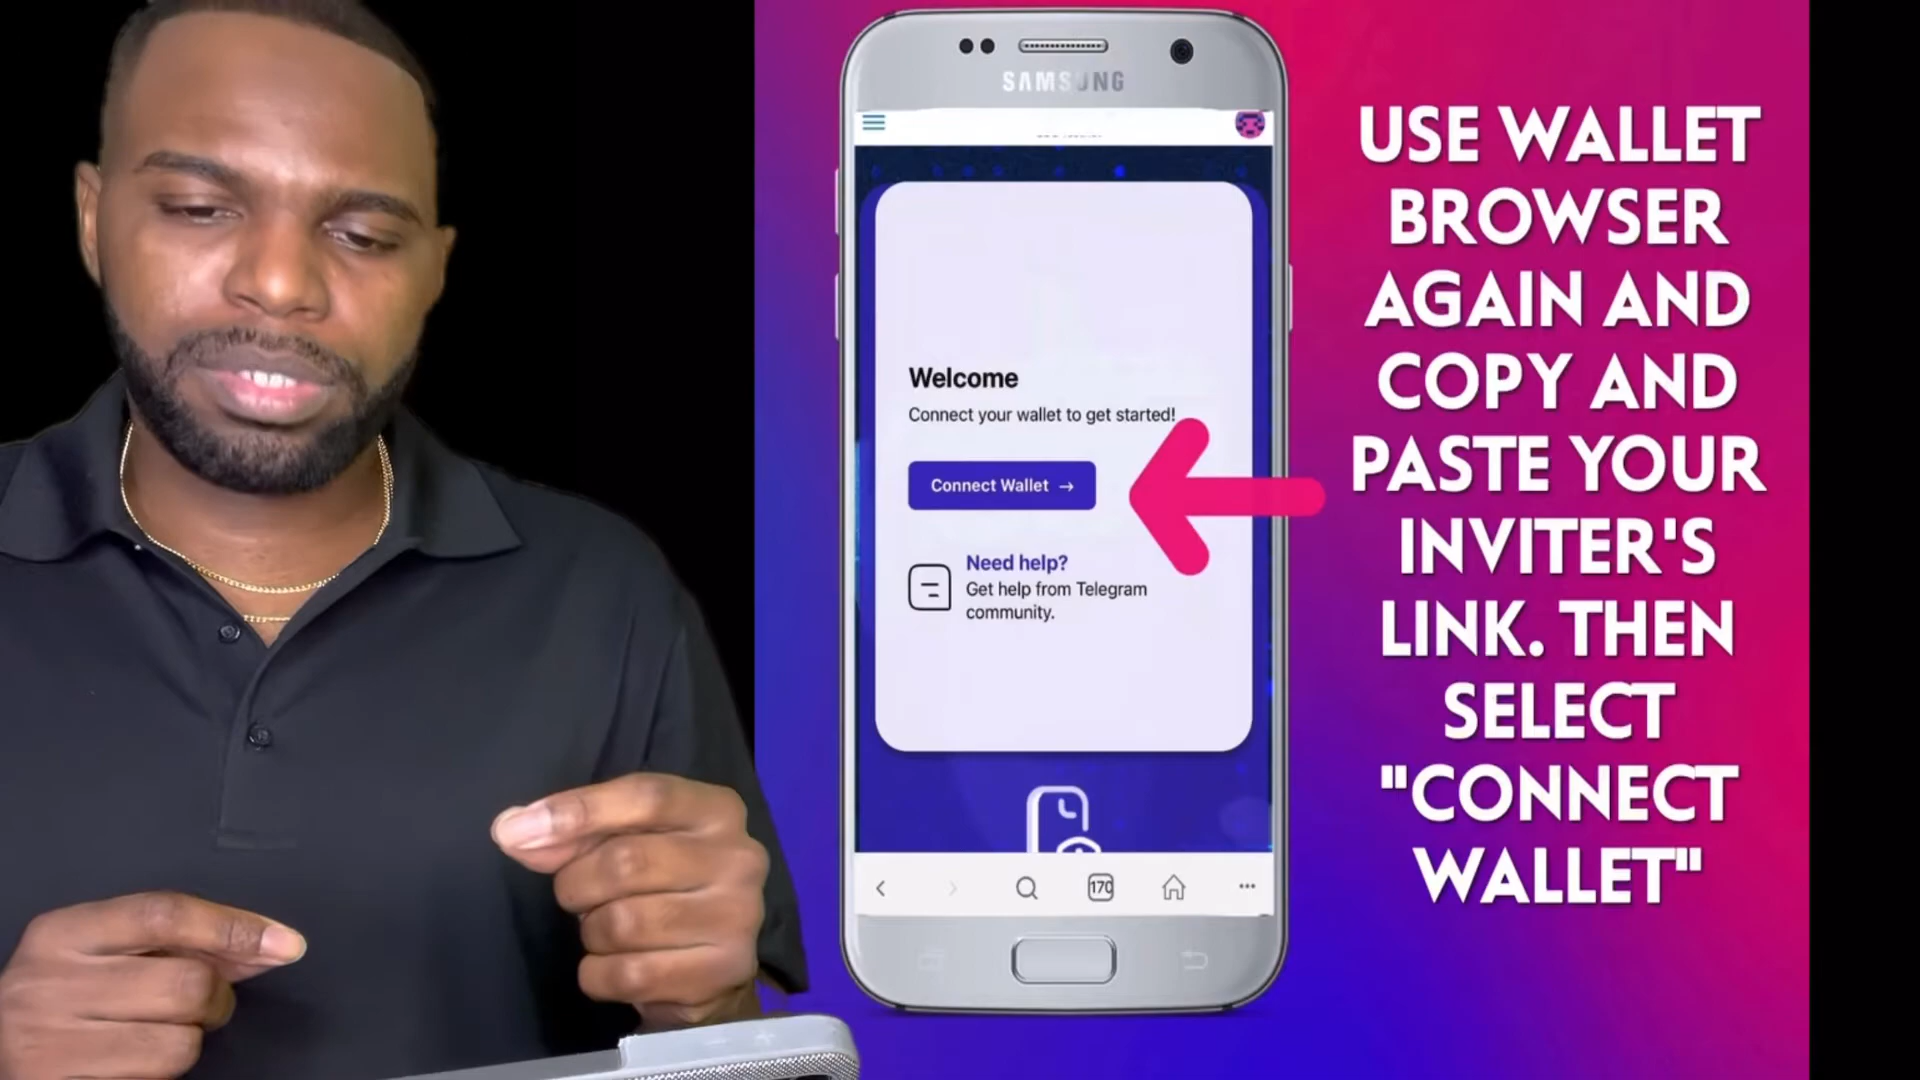 SAMSUNG
Welcome
Connect your wallet to get started!
Connect Wallet →
Need help?
Get help from Telegram
community.
170
USE WALLET
BROWSER
AGAIN AND
COPY AND
PASTE YOUR
INVITER'S
LINK. THEN
SELECT
"CONNECT
WALLET"